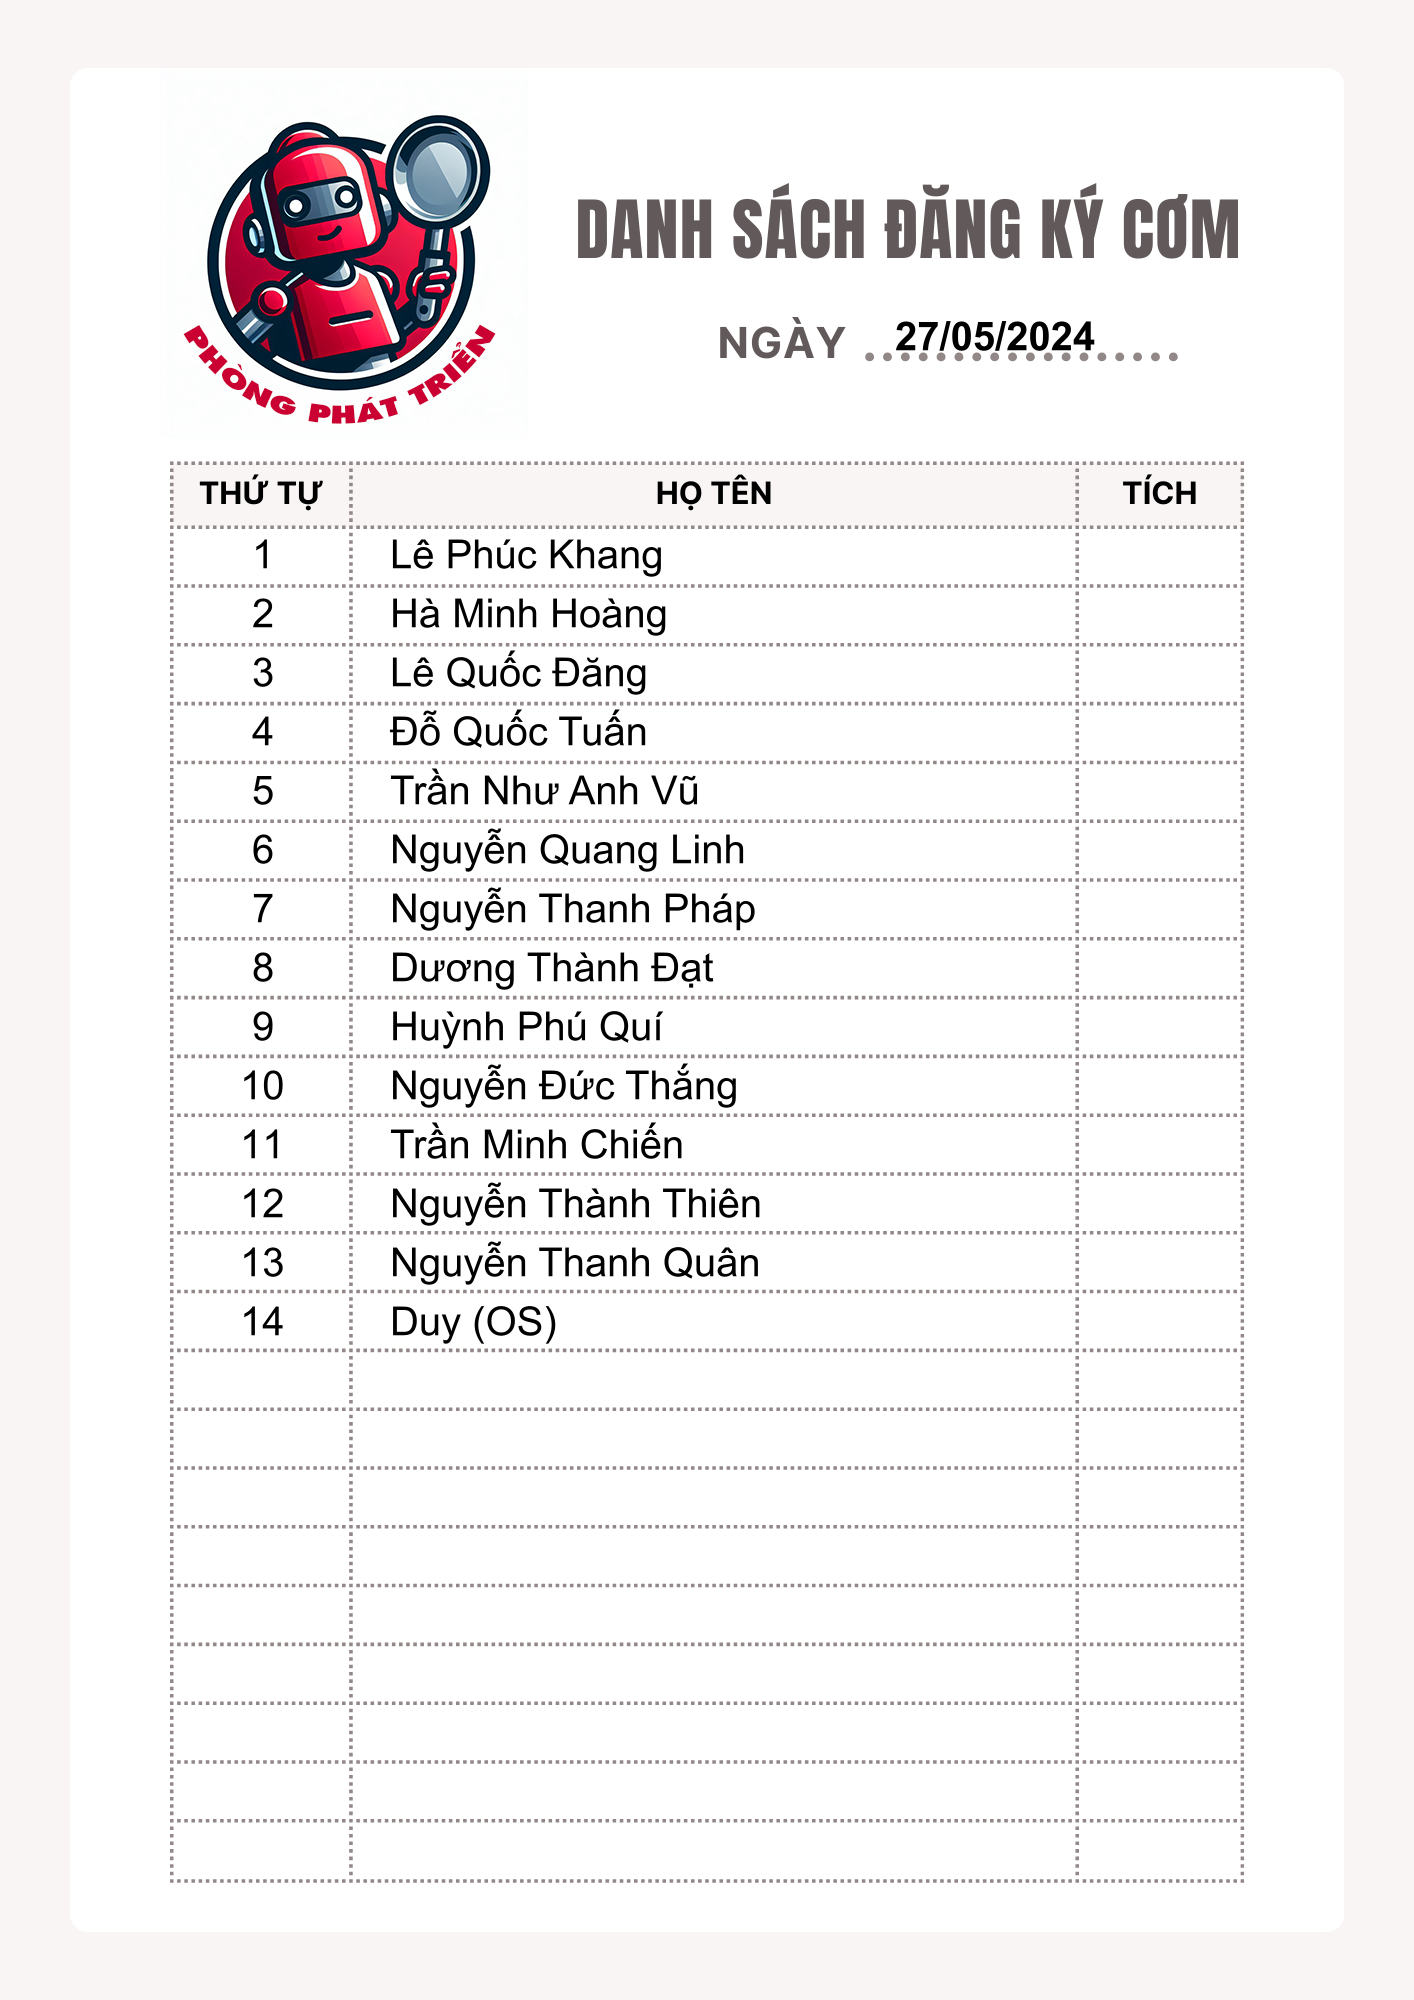 DANH SÁCH ĐĂNG KÝ CƠM
NGÀY 27/05/2024
PHÒNG PHÁT TRIỂN
THỨ TỰ HỌ TÊN TÍCH
1 Lê Phúc Khang
2 Hà Minh Hoàng
3 Lê Quốc Đăng
4 Đỗ Quốc Tuấn
5 Trần Như Anh Vũ
6 Nguyễn Quang Linh
7 Nguyễn Thanh Pháp
8 Dương Thành Đạt
9 Huỳnh Phú Quí
10 Nguyễn Đức Thắng
11 Trần Minh Chiến
12 Nguyễn Thành Thiên
13 Nguyễn Thanh Quân
14 Duy (OS)